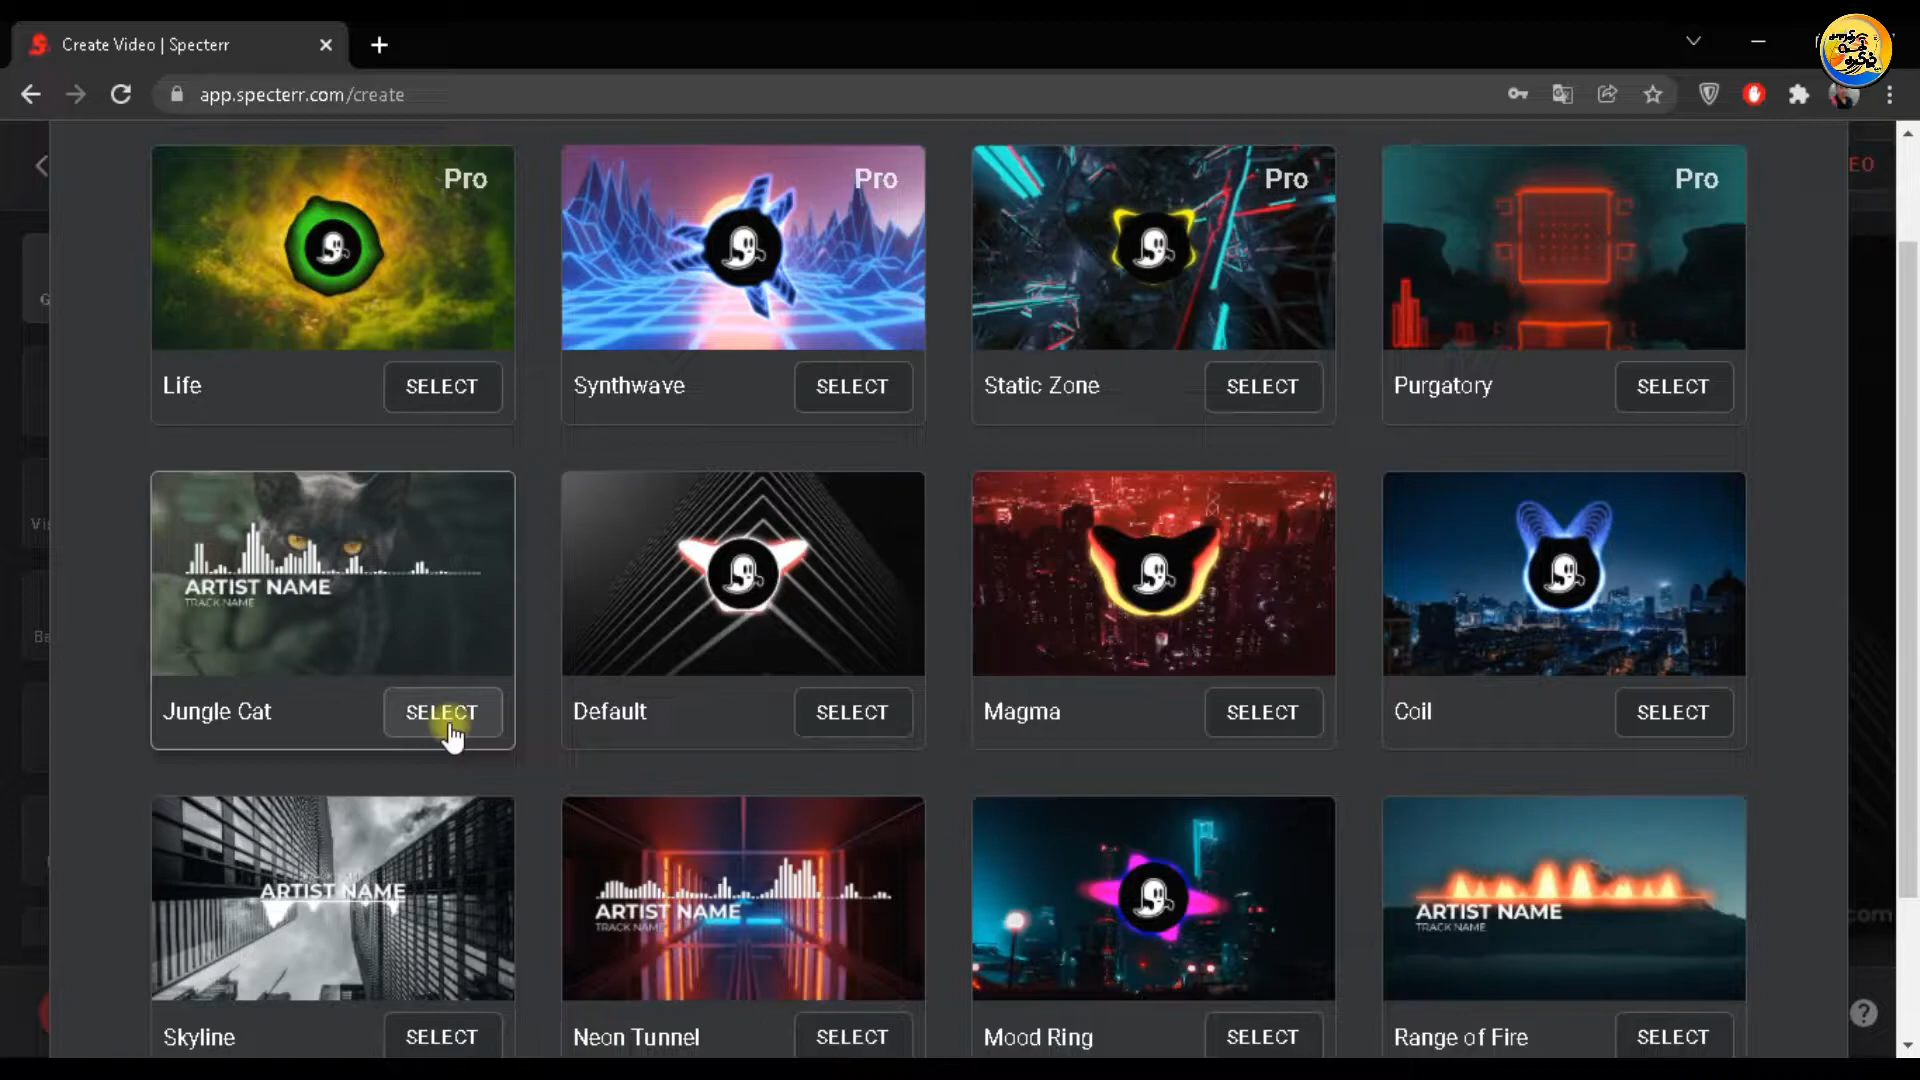 Create Video | Specterr
app.specterr.com/create
EO
Pro
Pro
Pro
Pro
Life
SELECT
Synthwave
SELECT
Static Zone
SELECT
Purgatory
SELECT
ARTIST NAME
TRACK NAME
Jungle Cat
SELECT
Default
SELECT
Magma
SELECT
Coil
SELECT
ARTIST NAME
ARTIST NAME
TRACK NAME
ARTIST NAME
TRACK NAME
com
Skyline
SELECT
Neon Tunnel
SELECT
Mood Ring
SELECT
Range of Fire
SELECT